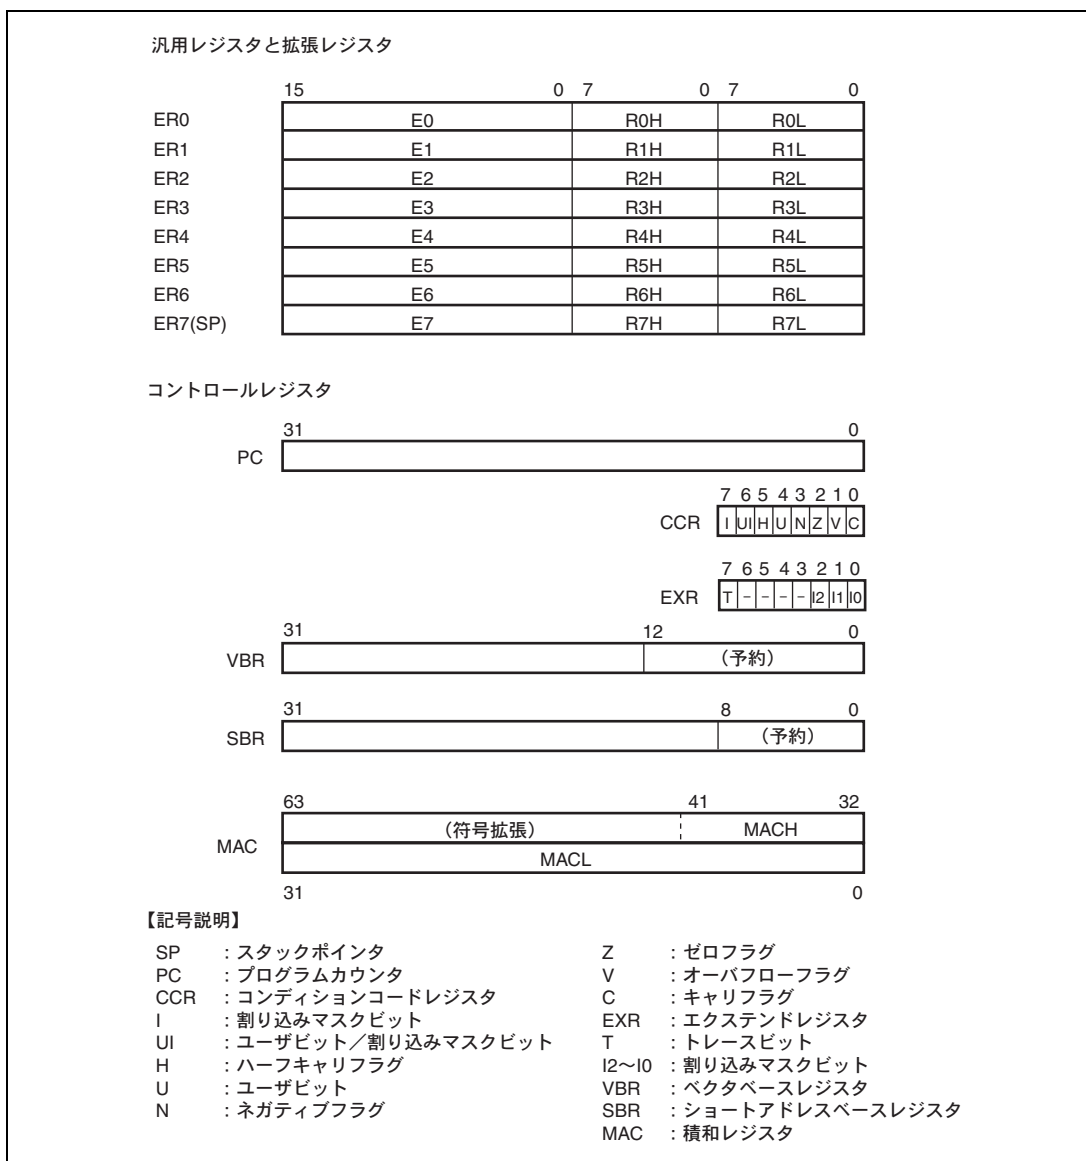 汎用レジスタと拡張レジスタ
15 0 7 0 7 0
ER0 E0 R0H R0L
ER1 E1 R1H R1L
ER2 E2 R2H R2L
ER3 E3 R3H R3L
ER4 E4 R4H R4L
ER5 E5 R5H R5L
ER6 E6 R6H R6L
ER7(SP) E7 R7H R7L
コントロールレジスタ
31 0
PC
7 6 5 4 3 2 1 0
CCR I UI H U N Z V C
7 6 5 4 3 2 1 0
EXR T - - - - I2 I1 I0
31 12 0
VBR (予約)
31 8 0
SBR (予約)
63 41 32
(符号拡張) MACH
MAC
MACL
31 0
【記号説明】
SP :スタックポインタ
PC :プログラムカウンタ
CCR :コンディションコードレジスタ
I :割り込みマスクビット
UI :ユーザビット/割り込みマスクビット
H :ハーフキャリフラグ
U :ユーザビット
N :ネガティブフラグ
Z :ゼロフラグ
V :オーバフローフラグ
C :キャリフラグ
EXR :エクステンドレジスタ
T :トレースビット
I2~I0 :割り込みマスクビット
VBR :ベクタベースレジスタ
SBR :ショートアドレスベースレジスタ
MAC :積和レジスタ